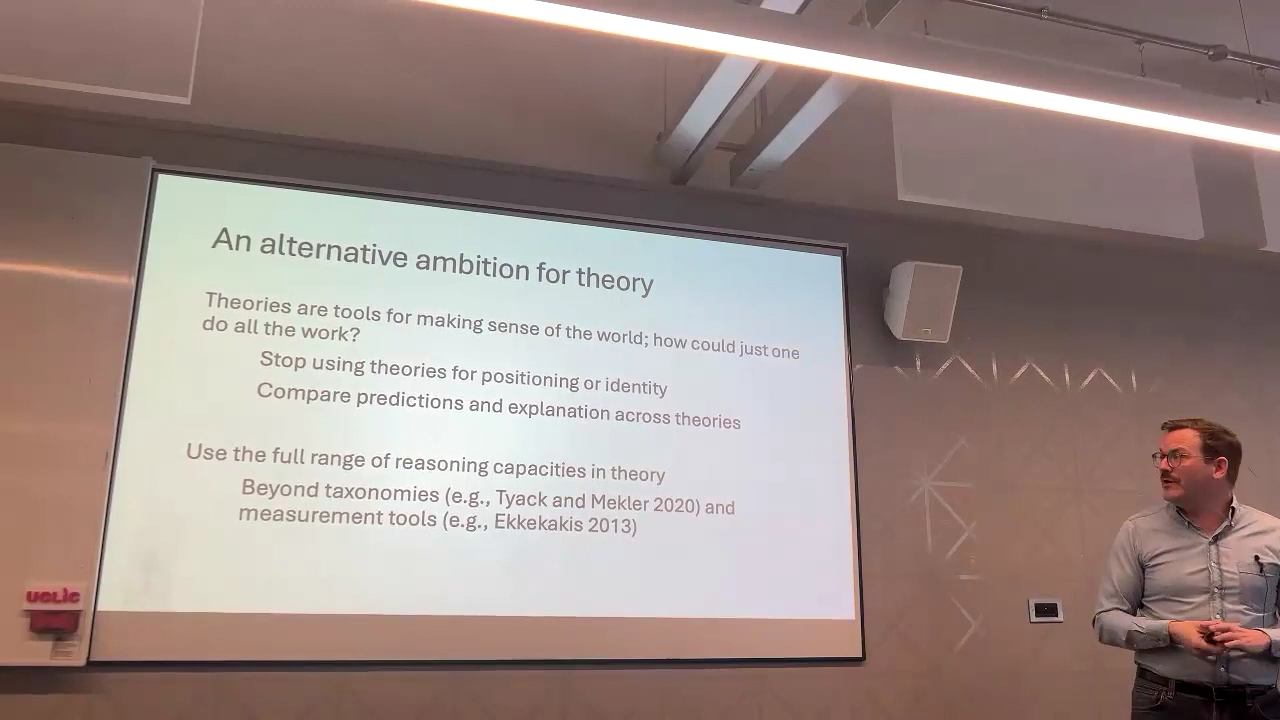 An alternative ambition for theory
Theories are tools for making sense of the world; how could just one
do all the work?
Stop using theories for positioning or identity
Compare predictions and explanation across theories
Use the full range of reasoning capacities in theory
Beyond taxonomies (e.g., Tyack and Mekler 2020) and
measurement tools (e.g., Ekkekakis 2013)
uclic